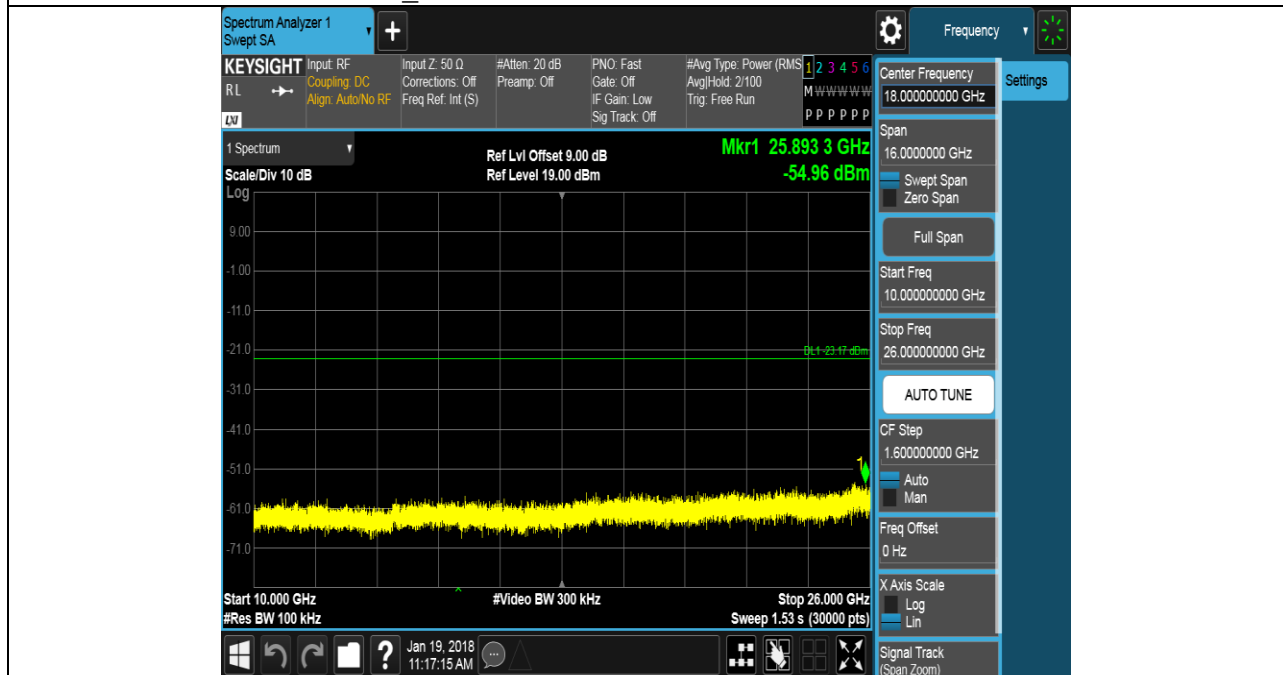 Spectrum Analyzer 1
Swept SA
+
Frequency
KEYSIGHT
RL
LXI
Input: RF
Coupling: DC
Align: Auto/No RF
Input Z: 50 Ω
Corrections: Off
Freq Ref: Int (S)
#Atten: 20 dB
Preamp: Off
PNO: Fast
Gate: Off
IF Gain: Low
Sig Track: Off
#Avg Type: Power (RMS
Avg|Hold: 2/100
Trig: Free Run
1 2 3 4 5 6
M W W W W W
P P P P P P
1 Spectrum
Scale/Div 10 dB
Ref Lvl Offset 9.00 dB
Ref Level 19.00 dBm
Mkr1 25.893 3 GHz
-54.96 dBm
Log
9.00
-1.00
-11.0
-21.0
-31.0
-41.0
-51.0
-61.0
-71.0
DL1 -23.17 dBm
1
Start 10.000 GHz
#Res BW 100 kHz
#Video BW 300 kHz
Stop 26.000 GHz
Sweep 1.53 s (30000 pts)
Center Frequency
18.000000000 GHz
Span
16.0000000 GHz
Swept Span
Zero Span
Full Span
Start Freq
10.000000000 GHz
Stop Freq
26.000000000 GHz
AUTO TUNE
CF Step
1.600000000 GHz
Auto
Man
Freq Offset
0 Hz
X Axis Scale
Log
Lin
Signal Track
(Span Zoom)
Settings
?
Jan 19, 2018
11:17:15 AM